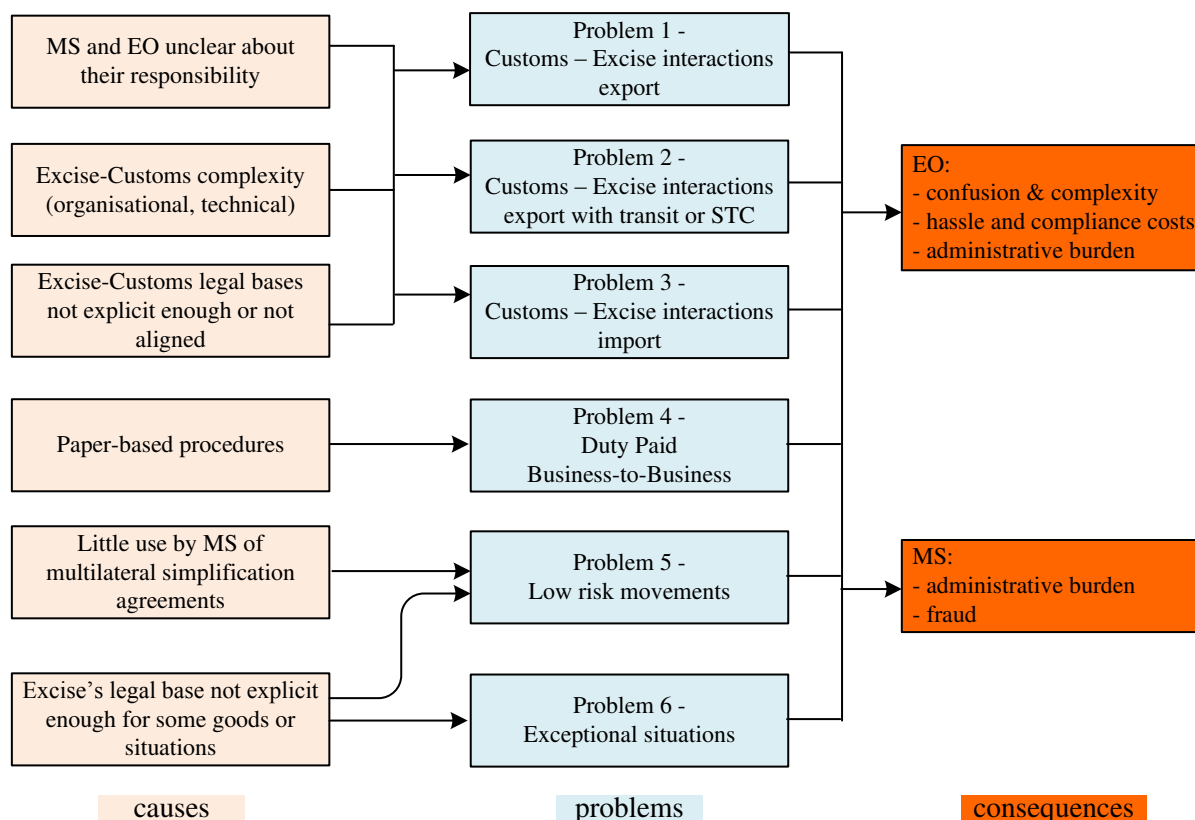 MS and EO unclear about
their responsibility
Excise-Customs complexity
(organisational, technical)
Excise-Customs legal bases
not explicit enough or not
aligned
Paper-based procedures
Little use by MS of
multilateral simplification
agreements
Excise’s legal base not explicit
enough for some goods or
situations
causes
Problem 1 -
Customs – Excise interactions
export
Problem 2 -
Customs – Excise interactions
export with transit or STC
Problem 3 -
Customs – Excise interactions
import
Problem 4 -
Duty Paid
Business-to-Business
Problem 5 -
Low risk movements
Problem 6 -
Exceptional situations
problems
EO:
- confusion & complexity
- hassle and compliance costs
- administrative burden
MS:
- administrative burden
- fraud
consequences